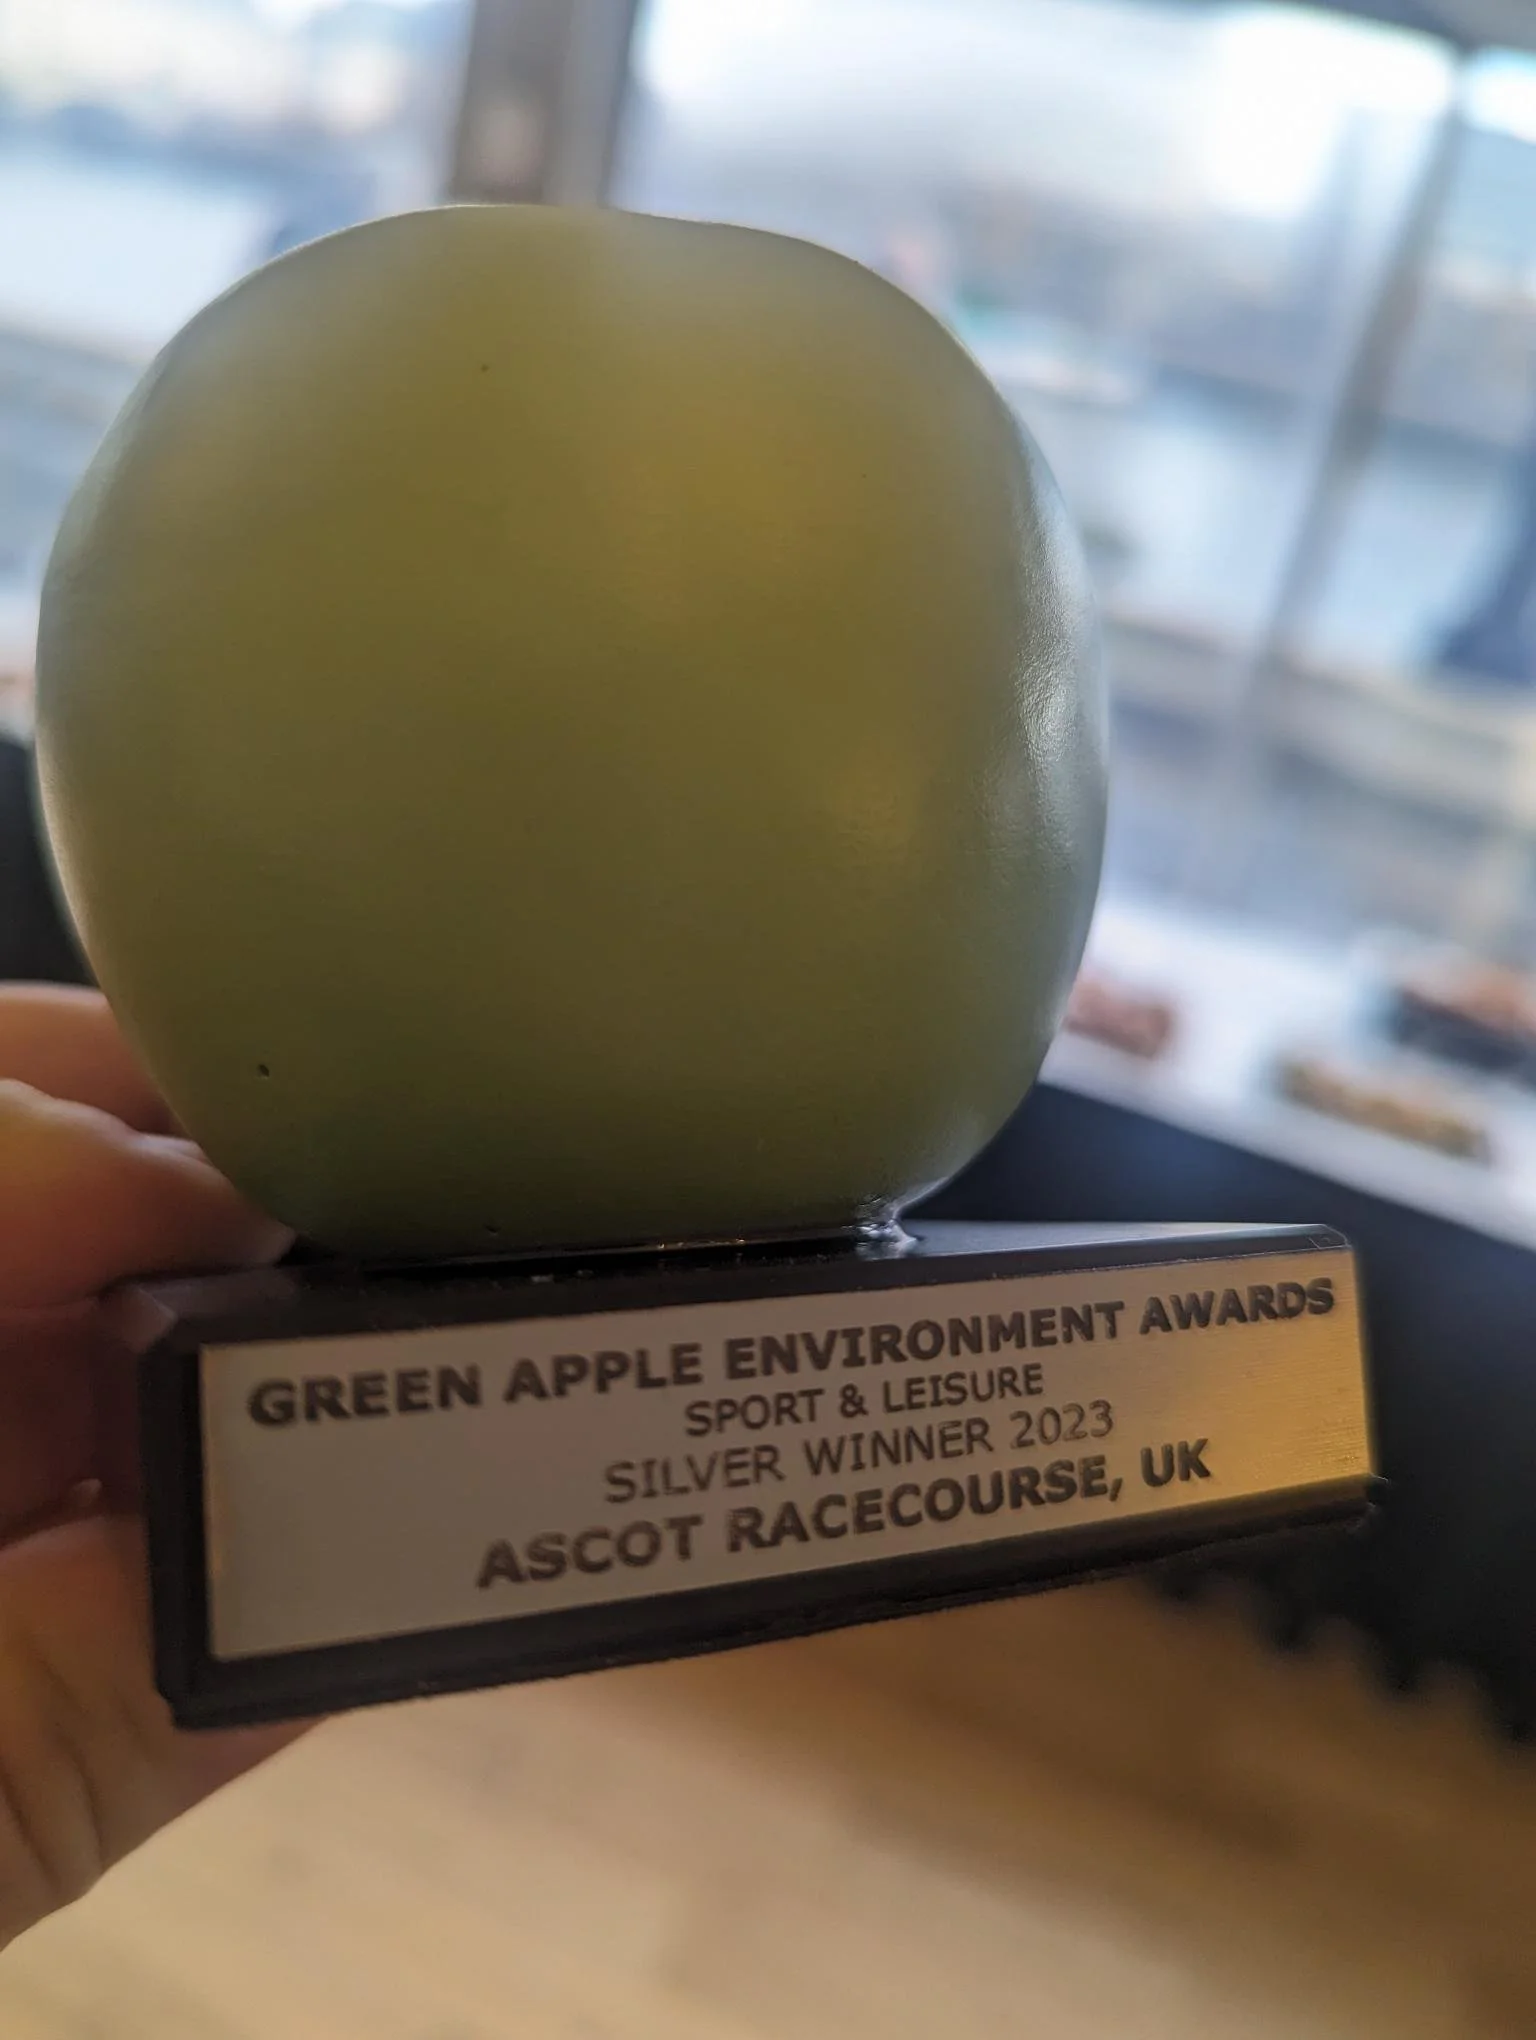 GREEN APPLE ENVIRONMENT AWARDS
SPORT & LEISURE
SILVER WINNER 2023
ASCOT RACECOURSE, UK